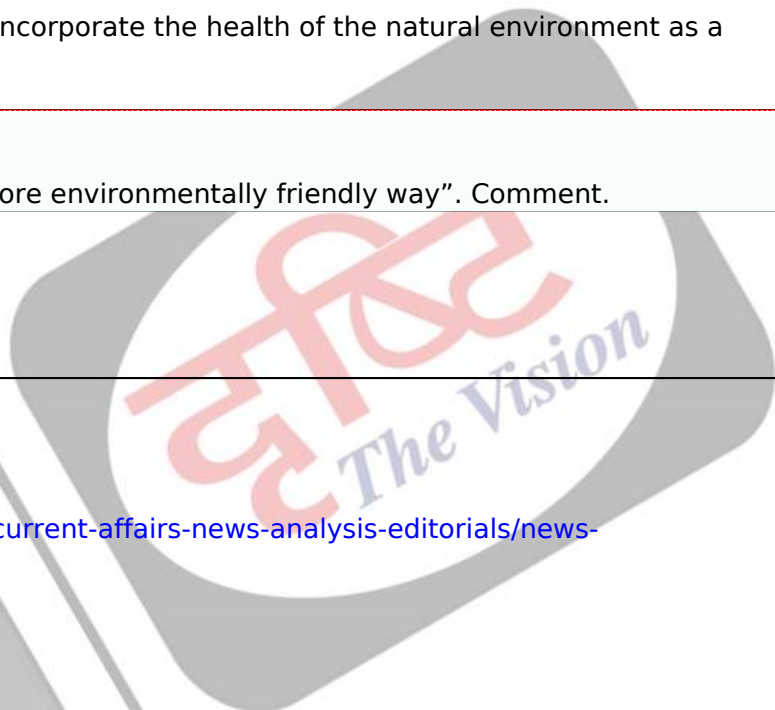 ncorporate the health of the natural environment as a
ore environmentally friendly way”. Comment.
दृष्टि
The Vision
current-affairs-news-analysis-editorials/news-